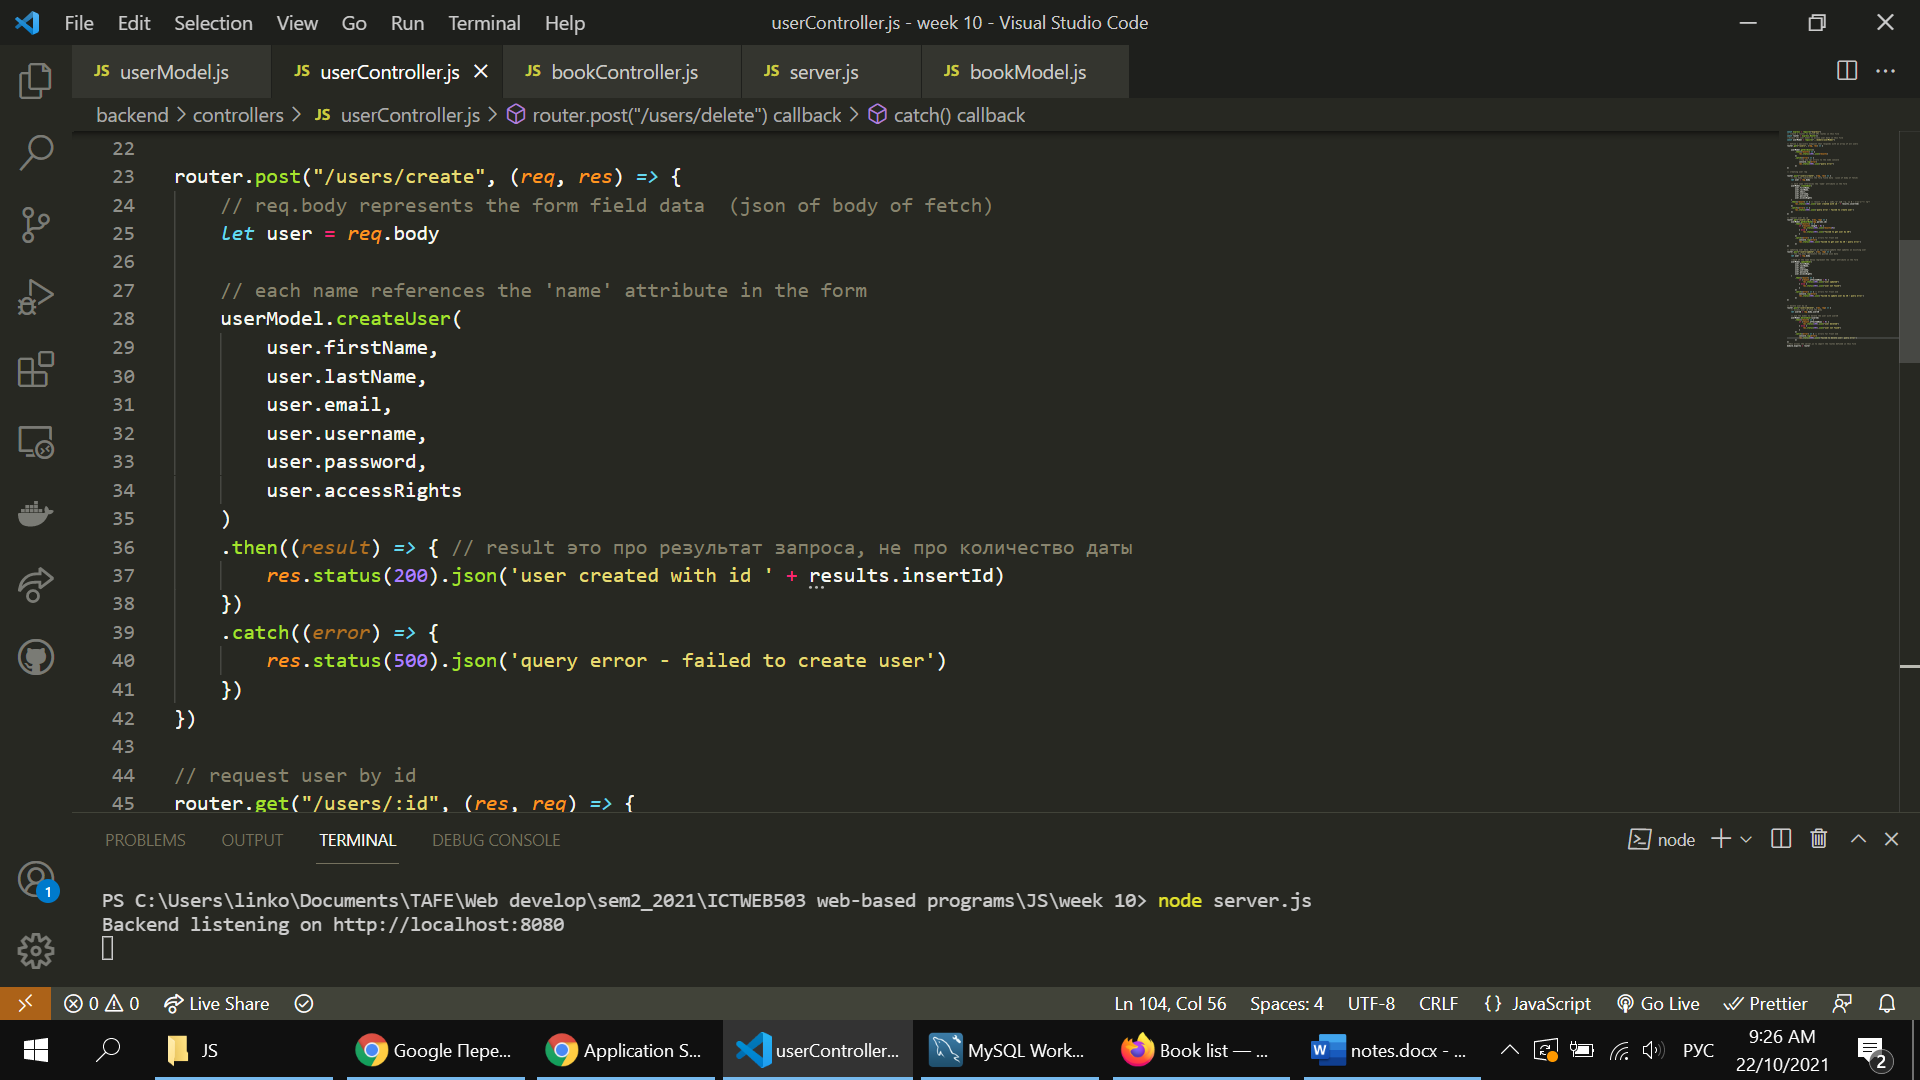 File Edit Selection View Go Run Terminal Help userController.js - week 10 - Visual Studio Code
JS userModel.js JS userController.js JS bookController.js JS server.js JS bookModel.js
backend > controllers > JS userController.js > router.post("/users/delete") callback > catch() callback
22
23 router.post("/users/create", (req, res) => {
24 // req.body represents the form field data  (json of body of fetch)
25 let user = req.body
26
27 // each name references the 'name' attribute in the form
28 userModel.createUser(
29 user.firstName,
30 user.lastName,
31 user.email,
32 user.username,
33 user.password,
34 user.accessRights
35 )
36 .then((result) => { // result это про результат запроса, не про количество даты
37 res.status(200).json('user created with id ' + results.insertId)
38 })
39 .catch((error) => {
40 res.status(500).json('query error - failed to create user')
41 })
42 })
43
44 // request user by id
45 router.get("/users/:id", (res, req) => {
PROBLEMS OUTPUT TERMINAL DEBUG CONSOLE node
PS C:\Users\linko\Documents\TAFE\Web develop\sem2_2021\ICTWEB503 web-based programs\JS\week 10> node server.js
Backend listening on http://localhost:8080
1
0 0 Live Share Ln 104, Col 56 Spaces: 4 UTF-8 CRLF {} JavaScript Go Live Prettier
JS Google Пере... Application S... userController... MySQL Work... Book list — ... notes.docx - ... РУС 9:26 AM
22/10/2021
2